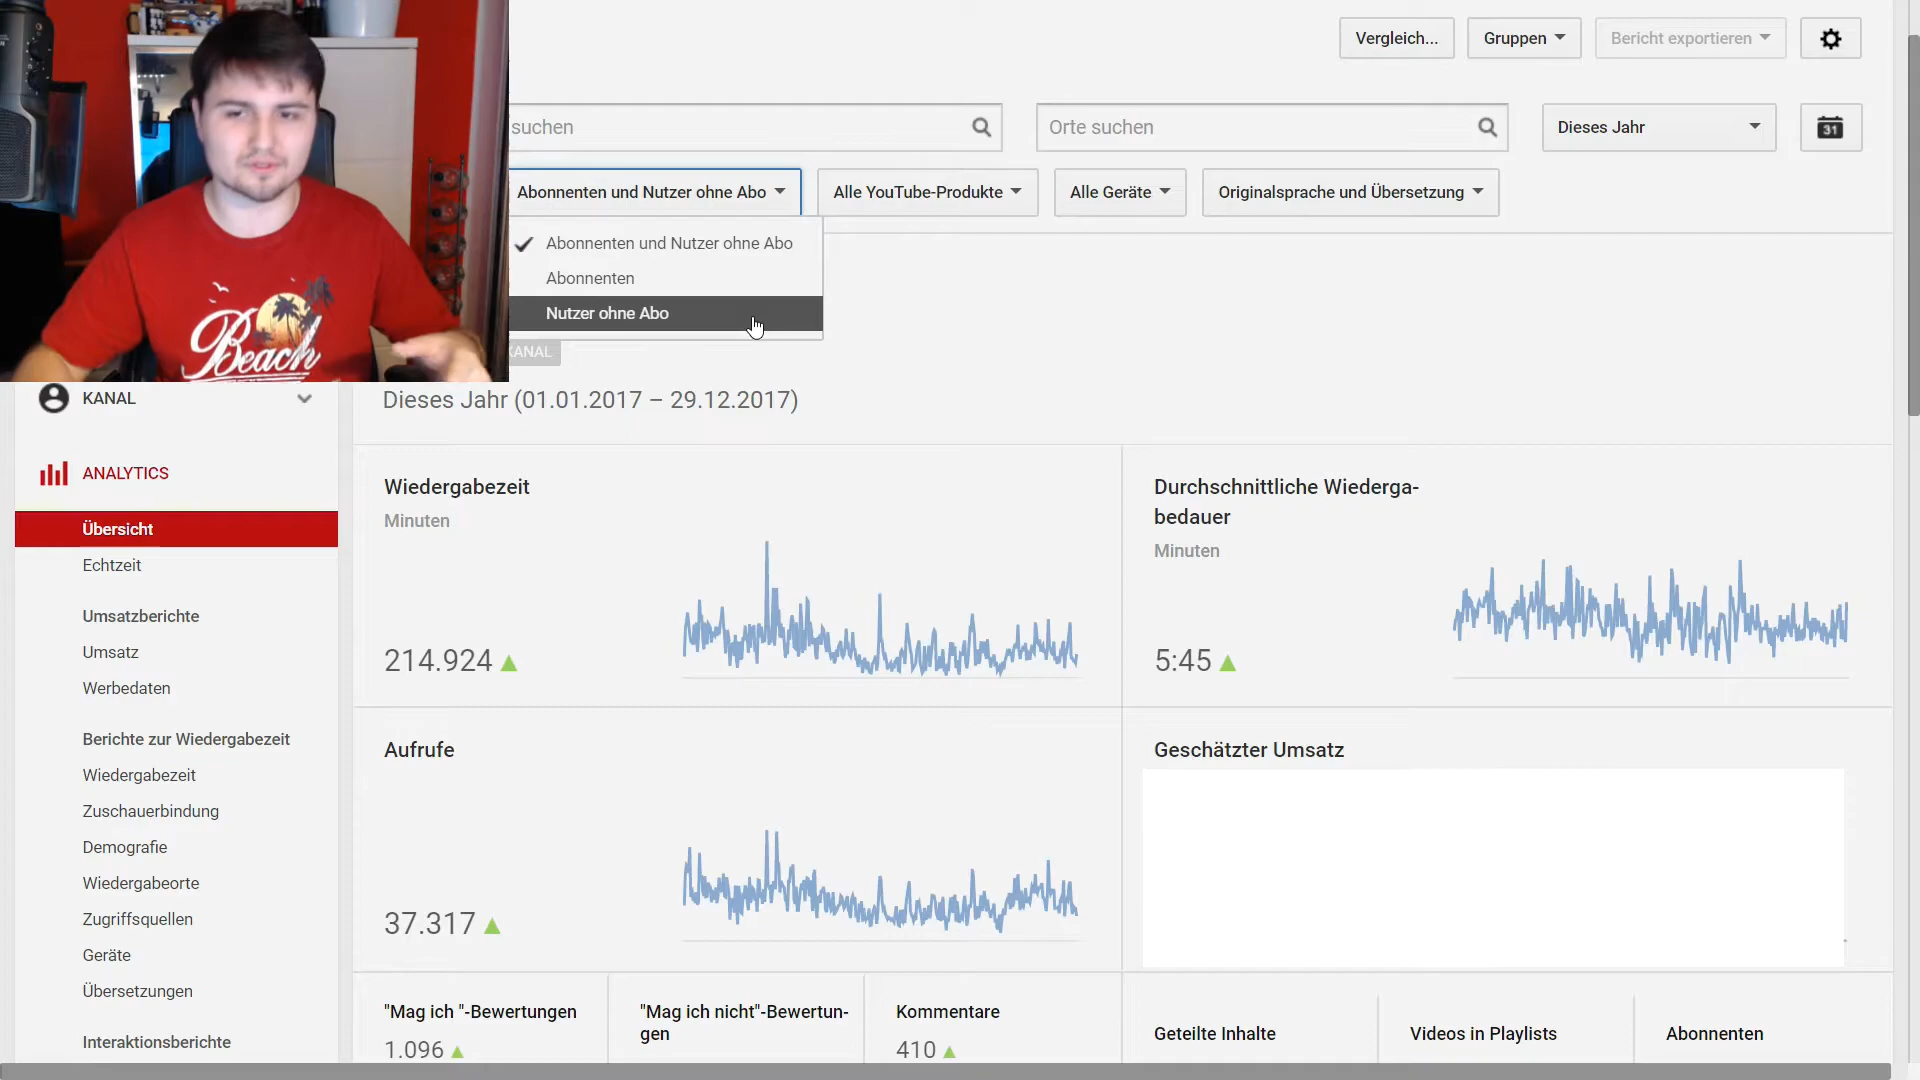 Vergleich...
Gruppen
Bericht exportieren
suchen
Orte suchen
Dieses Jahr
31
Abonnenten und Nutzer ohne Abo
Alle YouTube-Produkte
Alle Geräte
Originalsprache und Übersetzung
Abonnenten und Nutzer ohne Abo
Abonnenten
Nutzer ohne Abo
KANAL
Beach
KANAL
Dieses Jahr (01.01.2017 – 29.12.2017)
ANALYTICS
Übersicht
Echtzeit
Umsatzberichte
Umsatz
Werbedaten
Berichte zur Wiedergabezeit
Wiedergabezeit
Zuschauerbindung
Demografie
Wiedergabeorte
Zugriffsquellen
Geräte
Übersetzungen
Interaktionsberichte
Wiedergabezeit
Minuten
214.924
Durchschnittliche Wiederga-
bedauer
Minuten
5:45
Aufrufe
37.317
Geschätzter Umsatz
"Mag ich "-Bewertungen
1.096
"Mag ich nicht"-Bewertun-
gen
Kommentare
410
Geteilte Inhalte
Videos in Playlists
Abonnenten